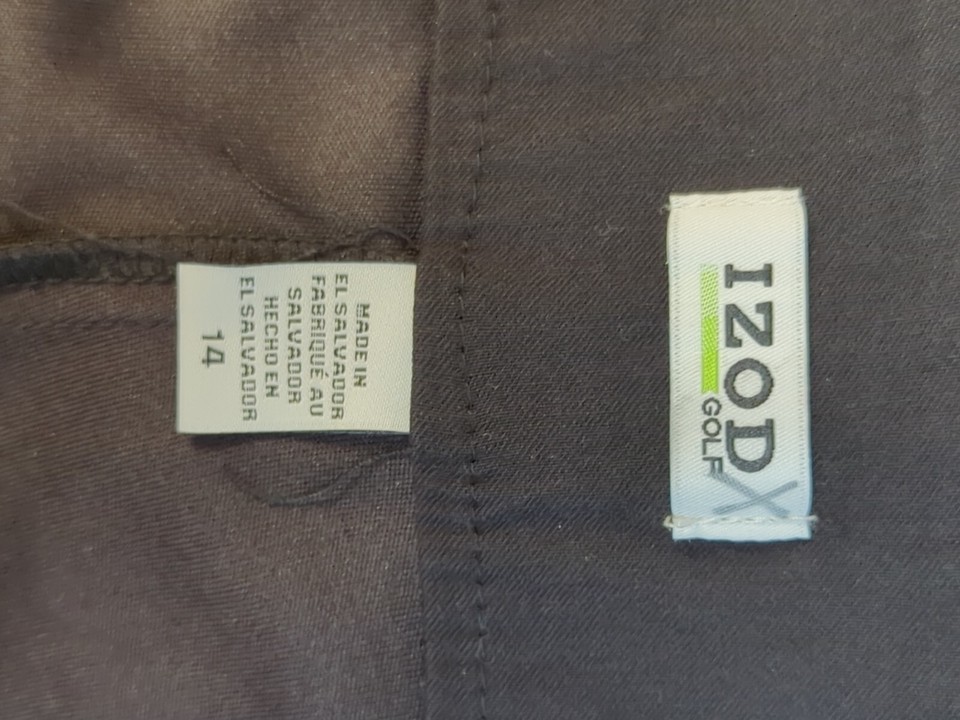 MADE IN
EL SALVADOR
FABRIQUÉ AU
SALVADOR
HECHO EN
EL SALVADOR
14
IZOD X
GOLF